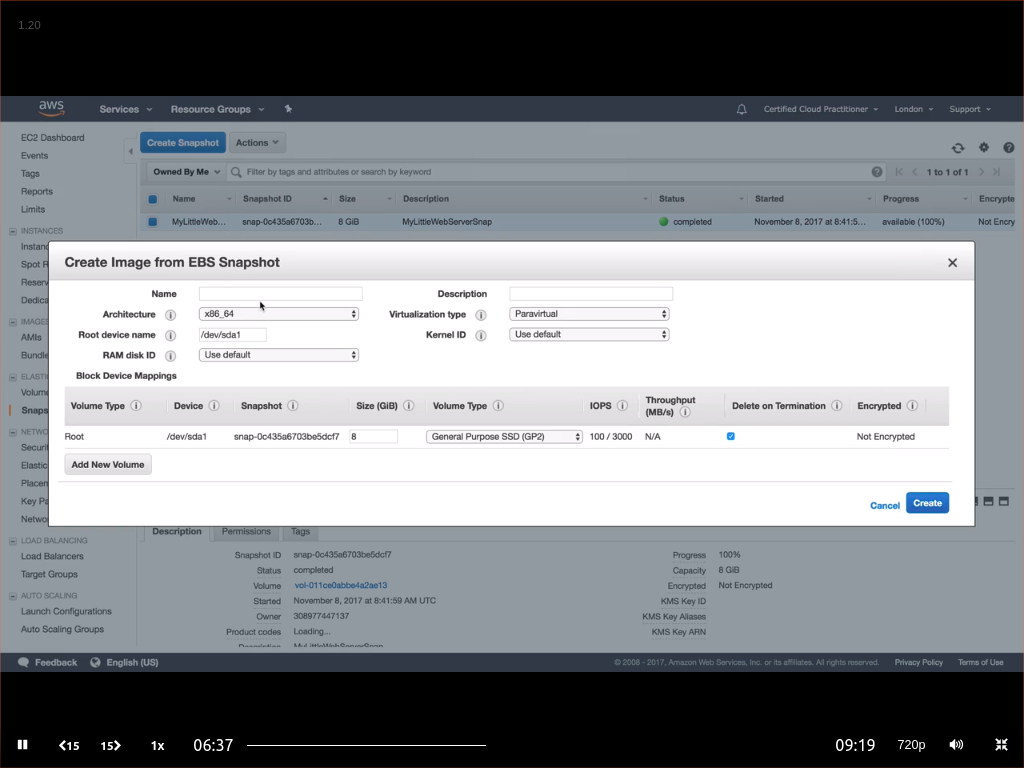 1.20
aws Services Resource Groups Certified Cloud Practitioner London Support
EC2 Dashboard
Events
Tags
Reports
Limits
INSTANCES
Instanc
Spot R
Reserv
Dedica
IMAGES
AMIs
Bundle
ELASTI
Volume
Snaps
NETWO
Securit
Elastic
Placen
Key Pa
Netwo
LOAD BALANCING
Load Balancers
Target Groups
AUTO SCALING
Launch Configurations
Auto Scaling Groups
Create Snapshot Actions
Owned By Me Filter by tags and attributes or search by keyword 1 to 1 of 1
Name Snapshot ID Size Description Status Started Progress Encrypte
MyLittleWeb... snap-0c435a6703b... 8 GiB MyLittleWebServerSnap completed November 8, 2017 at 8:41:5... available (100%) Not Encry
Create Image from EBS Snapshot
Name Description
Architecture x86_64 Virtualization type Paravirtual
Root device name /dev/sda1 Kernel ID Use default
RAM disk ID Use default
Block Device Mappings
Volume Type Device Snapshot Size (GiB) Volume Type IOPS Throughput (MB/s) Delete on Termination Encrypted
Root /dev/sda1 snap-0c435a6703be5dcf7 8 General Purpose SSD (GP2) 100 / 3000 N/A Not Encrypted
Add New Volume
Cancel Create
Description Permissions Tags
Snapshot ID snap-0c435a6703be5dcf7 Progress 100%
Status completed Capacity 8 GiB
Volume vol-011ce0abbe4a2ae13 Encrypted Not Encrypted
Started November 8, 2017 at 8:41:59 AM UTC KMS Key ID
Owner 308977447137 KMS Key Aliases
Product codes Loading... KMS Key ARN
Description MyLittleWebServerSnap
Feedback English (US) © 2008 - 2017, Amazon Web Services, Inc. or its affiliates. All rights reserved. Privacy Policy Terms of Use
15 15 1x 06:37 09:19 720p